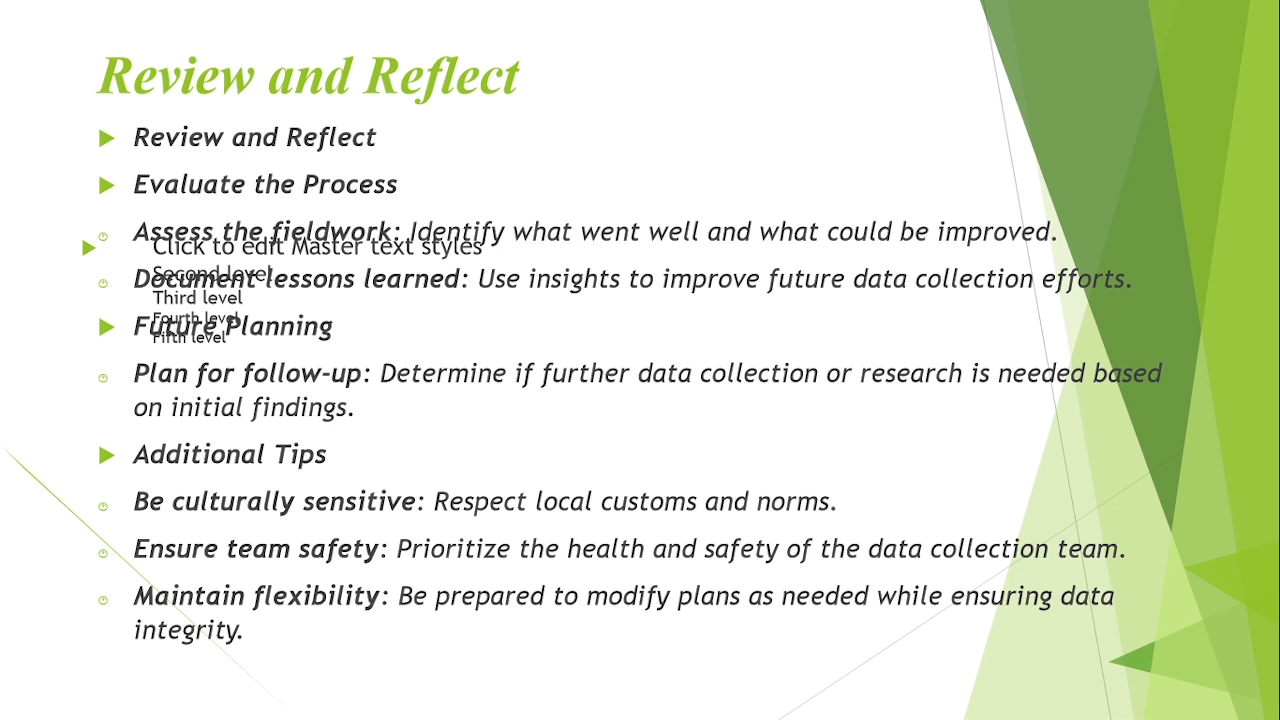 Review and Reflect
Review and Reflect
Evaluate the Process
Assess the fieldwork: Identify what went well and what could be improved.
Click to edit Master text styles
Second level
Document lessons learned: Use insights to improve future data collection efforts.
Third level
Fourth level
Future Planning
Fifth level
Plan for follow-up: Determine if further data collection or research is needed based
on initial findings.
Additional Tips
Be culturally sensitive: Respect local customs and norms.
Ensure team safety: Prioritize the health and safety of the data collection team.
Maintain flexibility: Be prepared to modify plans as needed while ensuring data
integrity.